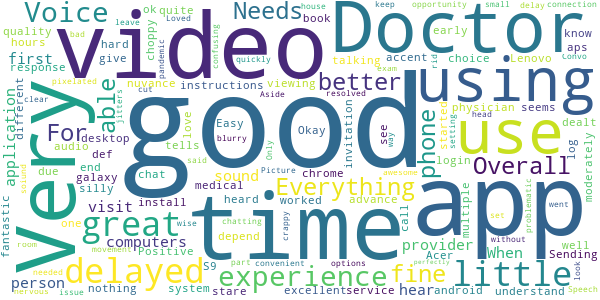 Voice
video
Doctor
Needs
using
good
Very
time
app
use
great
able
For
better
phone
Overall
Everything
delayed
experience
fine
little
choppy
ok
quite
hard
give
book
leave
Loved
keep
house
opportunity
small
delay
connection
early
know
aps
bad
quality
hours
first
response
pixelated
nuvance
instructions
viewing
talking
accent
choice
Lenovo
quickly
confusing
clear
cut
resolved
Aside
exam
rid
Convo
different
application
desktop
audio
def
due
end
galaxy
silly
jitters
Easy
blurry
Okay
invitation
see
way
physician
seems
started
head
setting
login
log
dealt
moderately
love
tells
sound
chat
Only
Picture
chrome
medical
heard
visit
install
computers
said
worked
advance
call
multiple
provider
When
well
Sending
awesome
problematic
set
went
without
fantastic
one
room
person
nothing
needed
nervous
issue
movement
Positive
S9
wise
chatting
depend
crappy
stare
system
part
convenient
options
excellent
service
hear
Acer
android
understand
look
Speech
perfectly
pandemic